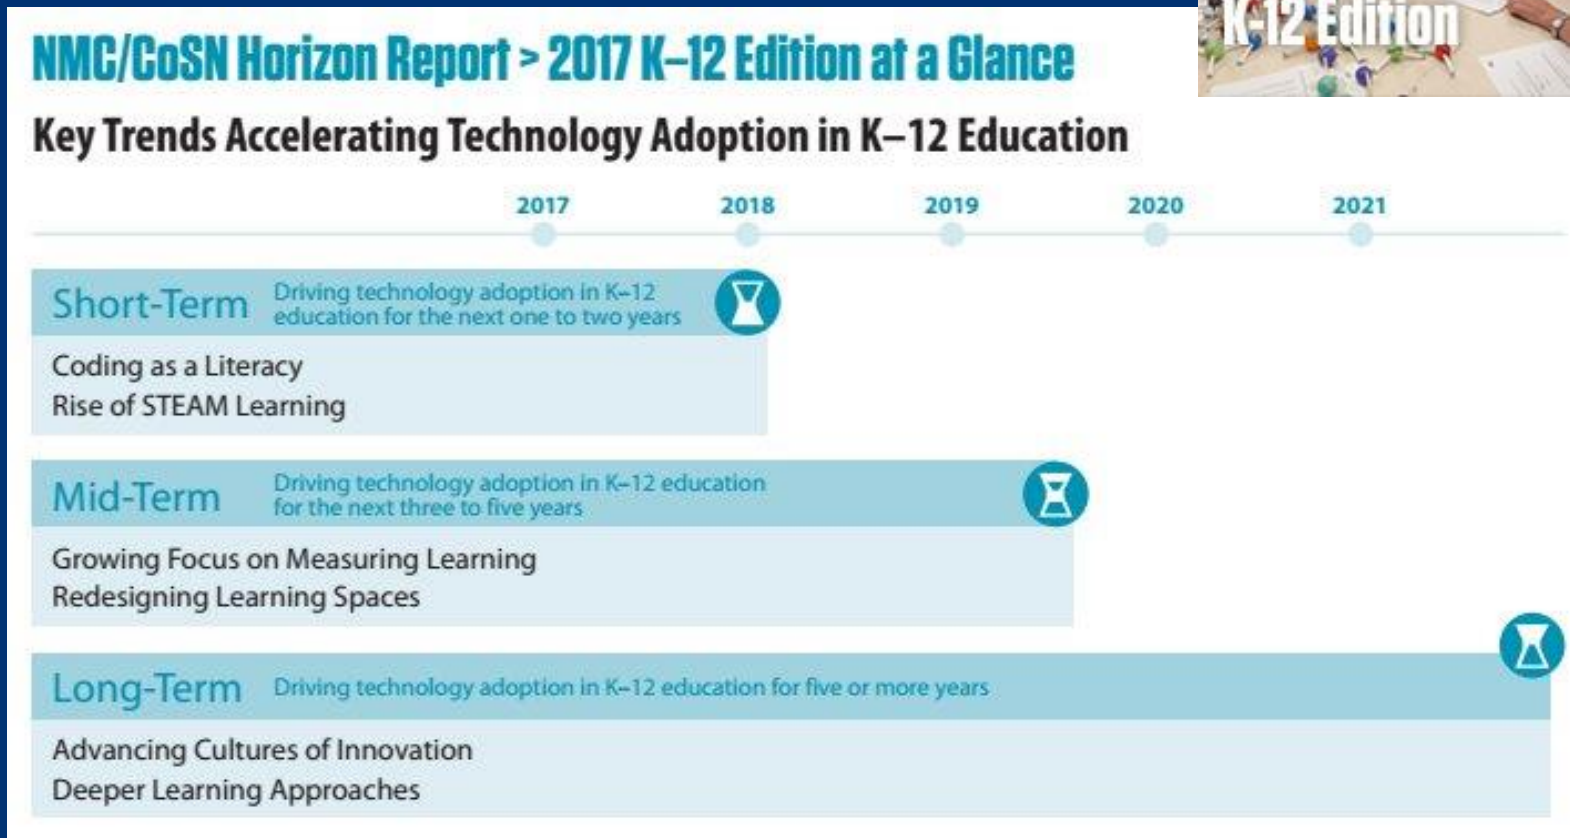 K-12 Edition
NMC/CoSN Horizon Report > 2017 K–12 Edition at a Glance
Key Trends Accelerating Technology Adoption in K–12 Education
2017 2018 2019 2020 2021
Short-Term
Driving technology adoption in K–12
education for the next one to two years
Coding as a Literacy
Rise of STEAM Learning
Mid-Term
Driving technology adoption in K–12 education
for the next three to five years
Growing Focus on Measuring Learning
Redesigning Learning Spaces
Long-Term
Driving technology adoption in K–12 education for five or more years
Advancing Cultures of Innovation
Deeper Learning Approaches